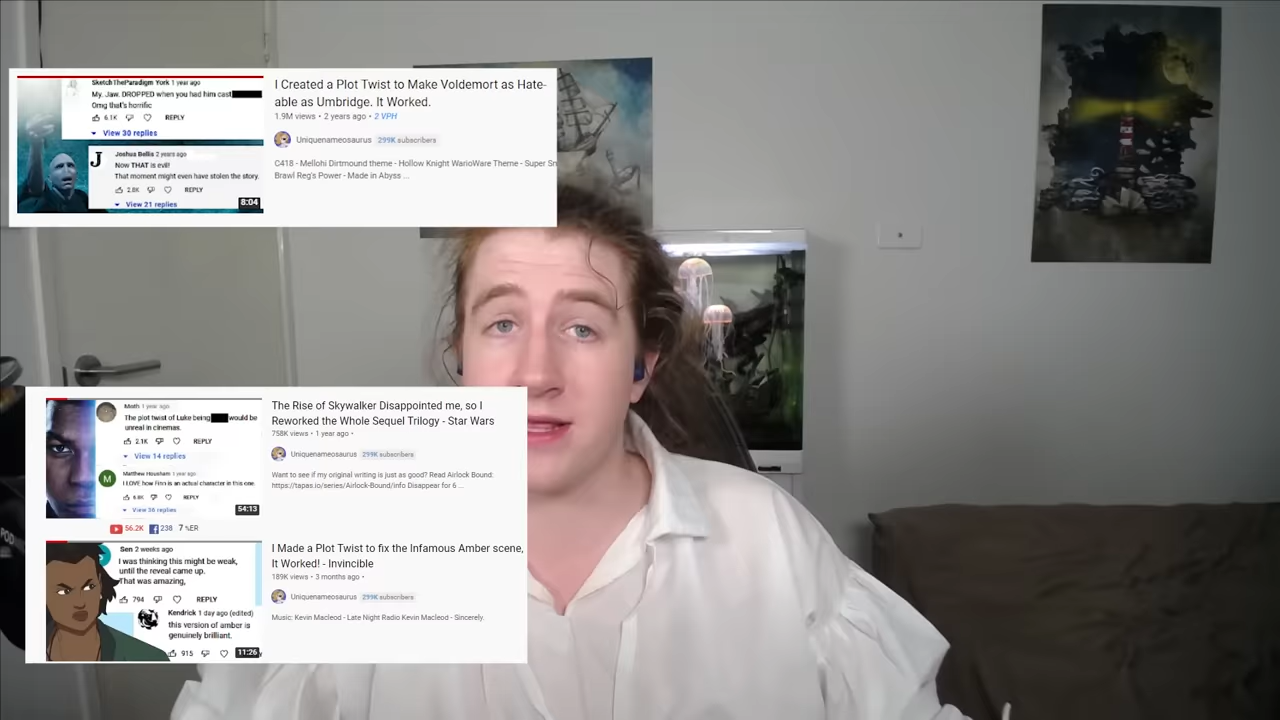 SketchTheParadigm York 1 year ago
My. Jaw. DROPPED when you had him cast
Omg that's horrific
6.1K REPLY
View 30 replies
J
Joshua Bellis 2 years ago
Now THAT is evil!
That moment might even have stolen the story.
2.8K REPLY
View 21 replies
8:04
I Created a Plot Twist to Make Voldemort as Hate-
able as Umbridge. It Worked.
1.9M views • 2 years ago • 2 VPH
Uniquenameosaurus 299K subscribers
C418 - Mellohi Dirtmound theme - Hollow Knight WarioWare Theme - Super Sn
Brawl Reg's Power - Made in Abyss ...
Moth 1 year ago
The plot twist of Luke being would be
unreal in cinemas.
2.1K REPLY
View 14 replies
M
Matthew Housham 1 year ago
I LOVE how Finn is an actual character in this one.
REPLY
View 36 replies
54:13
The Rise of Skywalker Disappointed me, so I
Reworked the Whole Sequel Trilogy - Star Wars
758K views • 1 year ago •
Uniquenameosaurus 299K subscribers
Want to see if my original writing is just as good? Read Airlock Bound:
https://tapas.io/series/Airlock-Bound/info Disappear for 6 ...
56.2K 238 7 %ER
Sen 2 weeks ago
I was thinking this might be weak,
until the reveal came up.
That was amazing,
794 REPLY
Kendrick 1 day ago (edited)
this version of amber is
genuinely brilliant.
915 REPLY
11:26
I Made a Plot Twist to fix the Infamous Amber scene,
It Worked! - Invincible
189K views • 3 months ago •
Uniquenameosaurus 299K subscribers
Music: Kevin Macleod - Late Night Radio Kevin Macleod - Sincerely.